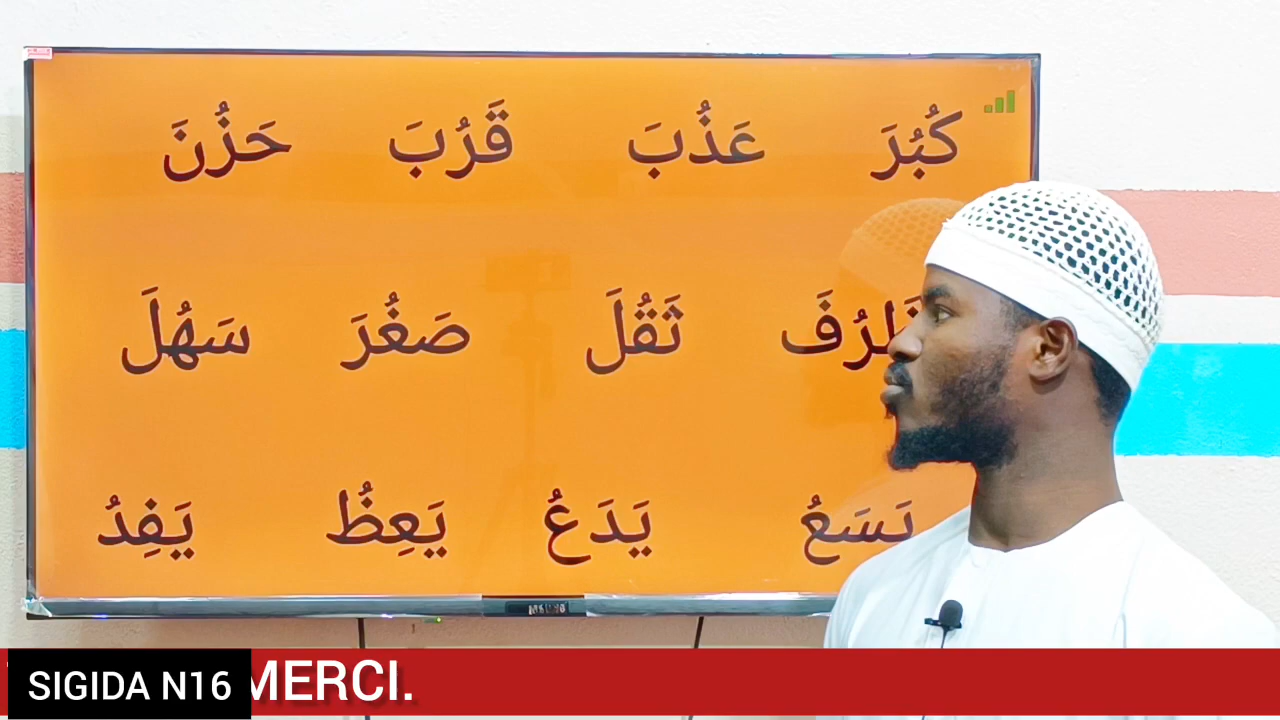 كَبُرَ عَذُبَ قَرُبَ حَزُنَ
ثَقُلَ صَغُرَ سَهُلَ
يَدَعُ يَعِظُ يَفِدُ
SIGIDA N16 MERCI.